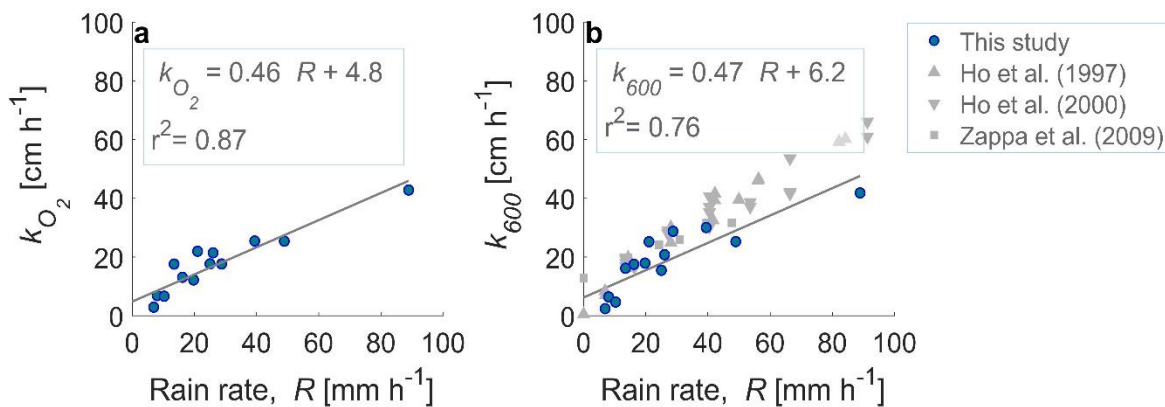 a
k_O₂ = 0.46 R + 4.8
r² = 0.87
k_O₂ [cm h⁻¹]
100
80
60
40
20
0
0 20 40 60 80 100
Rain rate, R [mm h⁻¹]
b
k_600 = 0.47 R + 6.2
r² = 0.76
k_600 [cm h⁻¹]
100
80
60
40
20
0
0 20 40 60 80 100
Rain rate, R [mm h⁻¹]
This study
Ho et al. (1997)
Ho et al. (2000)
Zappa et al. (2009)